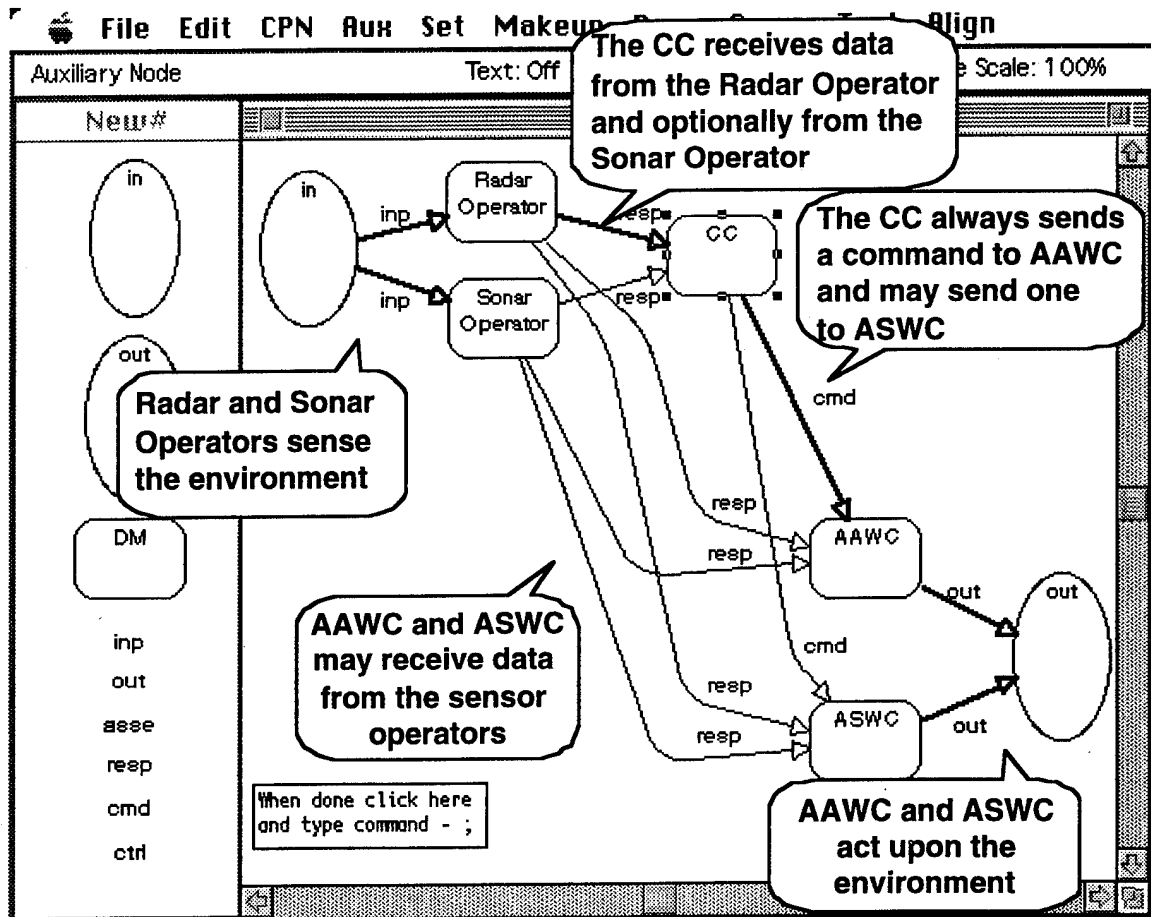 File Edit CPN Aux Set Makeup Align
Auxiliary Node Text: Off Scale: 100%
New#
The CC receives data
from the Radar Operator
and optionally from the
Sonar Operator
in
in
inp
inp
Radar
Operator
Sonar
Operator
resp
resp
CC
The CC always sends
a command to AAWC
and may send one
to ASWC
out
Radar and Sonar
Operators sense
the environment
cmd
DM
resp
resp
AAWC
out
out
AAWC and ASWC
may receive data
from the sensor
operators
cmd
resp
resp
ASWC
out
inp
out
asse
resp
cmd
ctrl
When done click here
and type command - ;
AAWC and ASWC
act upon the
environment